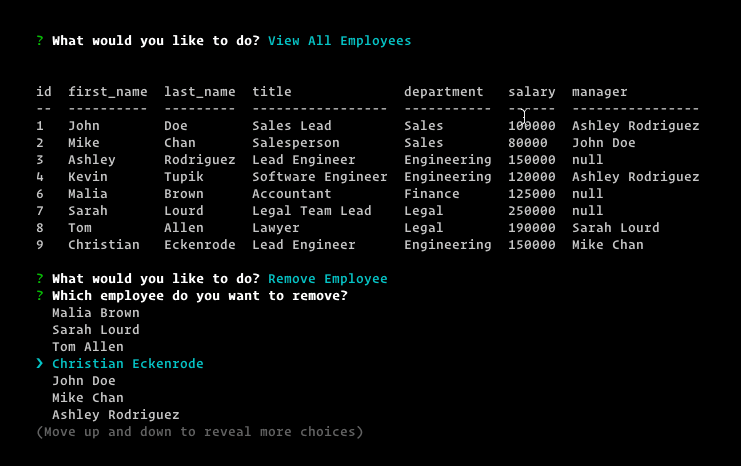 ? What would you like to do? View All Employees
id  first_name  last_name  title              department   salary  manager
--  ----------  ---------  -----------------  -----------  ------  ----------------
1   John        Doe        Sales Lead         Sales        100000  Ashley Rodriguez
2   Mike        Chan       Salesperson        Sales        80000   John Doe
3   Ashley      Rodriguez  Lead Engineer      Engineering  150000  null
4   Kevin       Tupik      Software Engineer  Engineering  120000  Ashley Rodriguez
6   Malia       Brown      Accountant         Finance      125000  null
7   Sarah       Lourd      Legal Team Lead    Legal        250000  null
8   Tom         Allen      Lawyer             Legal        190000  Sarah Lourd
9   Christian   Eckenrode  Lead Engineer      Engineering  150000  Mike Chan
? What would you like to do? Remove Employee
? Which employee do you want to remove?
Malia Brown
Sarah Lourd
Tom Allen
❯ Christian Eckenrode
John Doe
Mike Chan
Ashley Rodriguez
(Move up and down to reveal more choices)